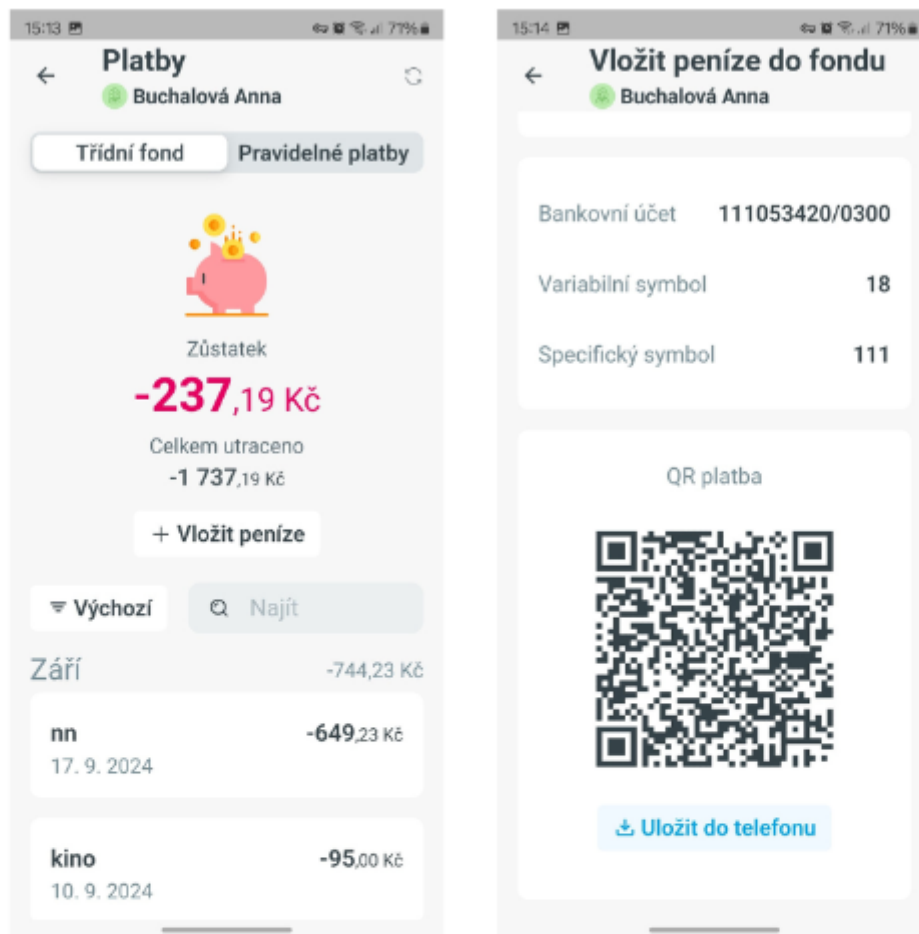 15:13
71%
Platby
Buchalová Anna
Třídní fond
Pravidelné platby
Zůstatek
-237,19 Kč
Celkem utraceno
-1 737,19 Kč
+ Vložit peníze
Výchozí
Najít
Září
-744,23 Kč
nn
-649,23 Kč
17. 9. 2024
kino
-95,00 Kč
10. 9. 2024
15:14
71%
Vložit peníze do fondu
Buchalová Anna
Bankovní účet
111053420/0300
Variabilní symbol
18
Specifický symbol
111
QR platba
Uložit do telefonu